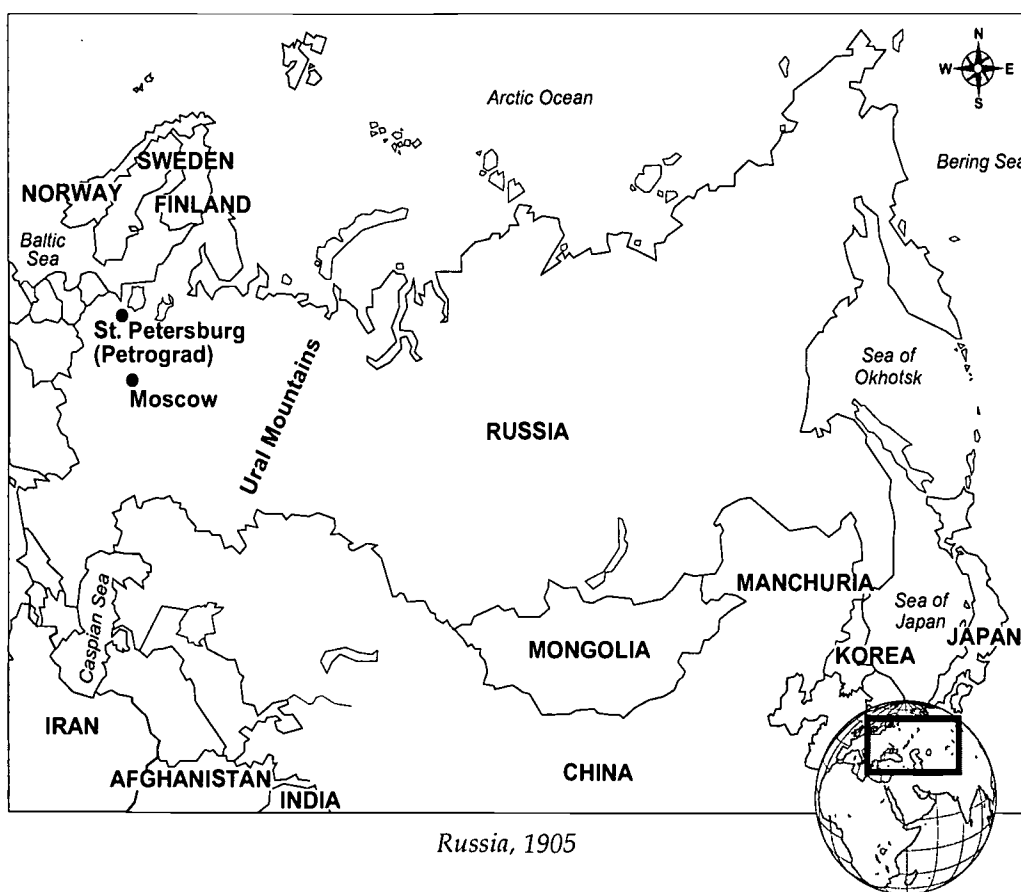 N
W E
S
Arctic Ocean
Bering Sea
SWEDEN
NORWAY
FINLAND
Baltic
Sea
St. Petersburg
(Petrograd)
Moscow
Ural Mountains
RUSSIA
Sea of
Okhotsk
Caspian Sea
MANCHURIA
Sea of
Japan
JAPAN
MONGOLIA
KOREA
IRAN
AFGHANISTAN
INDIA
CHINA
Russia, 1905